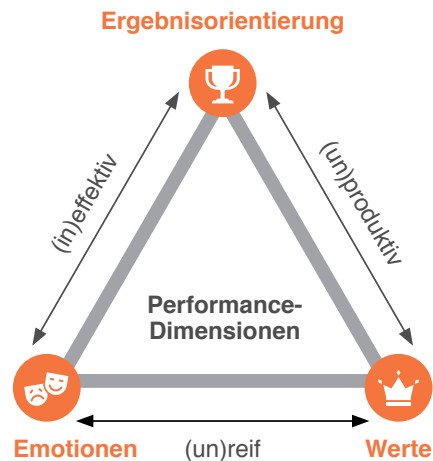 Ergebnisorientierung
(in)effektiv
(un)produktiv
Performance-
Dimensionen
Emotionen
(un)reif
Werte